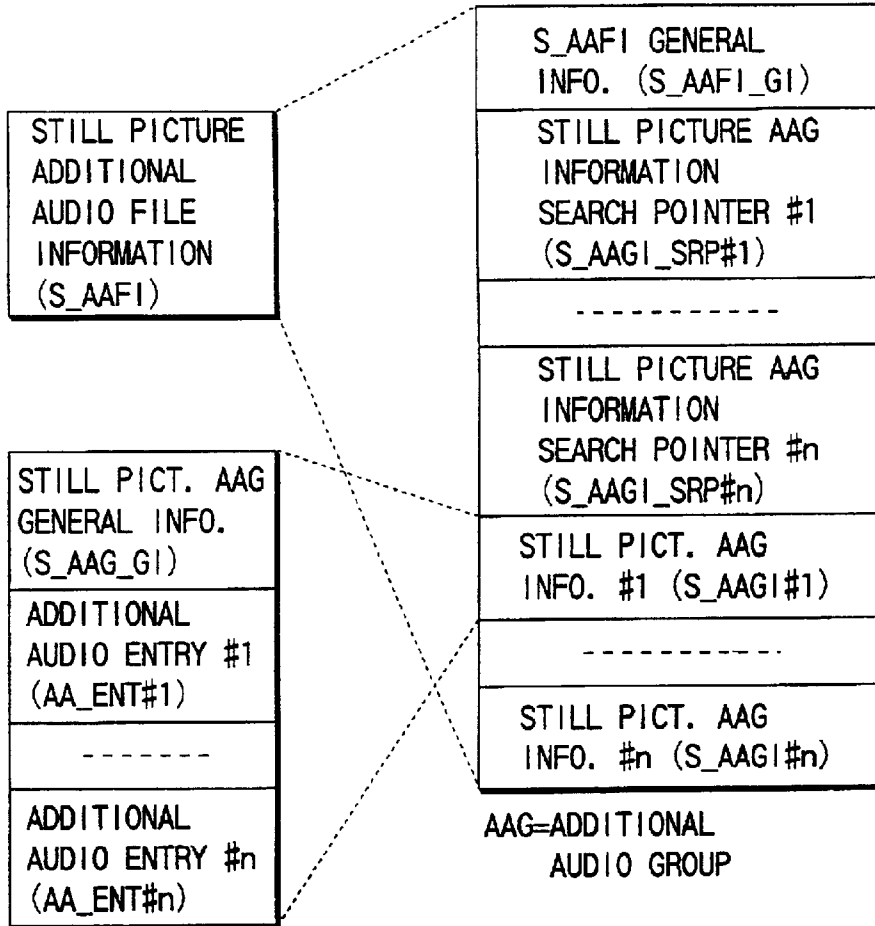 STILL PICTURE
ADDITIONAL
AUDIO FILE
INFORMATION
(S_AAFI)
STILL PICT. AAG
GENERAL INFO.
(S_AAG_GI)
ADDITIONAL
AUDIO ENTRY #1
(AA_ENT#1)
ADDITIONAL
AUDIO ENTRY #n
(AA_ENT#n)
S_AAFI GENERAL
INFO. (S_AAFI_GI)
STILL PICTURE AAG
INFORMATION
SEARCH POINTER #1
(S_AAGI_SRP#1)
STILL PICTURE AAG
INFORMATION
SEARCH POINTER #n
(S_AAGI_SRP#n)
STILL PICT. AAG
INFO. #1 (S_AAGI#1)
STILL PICT. AAG
INFO. #n (S_AAGI#n)
AAG=ADDITIONAL
AUDIO GROUP